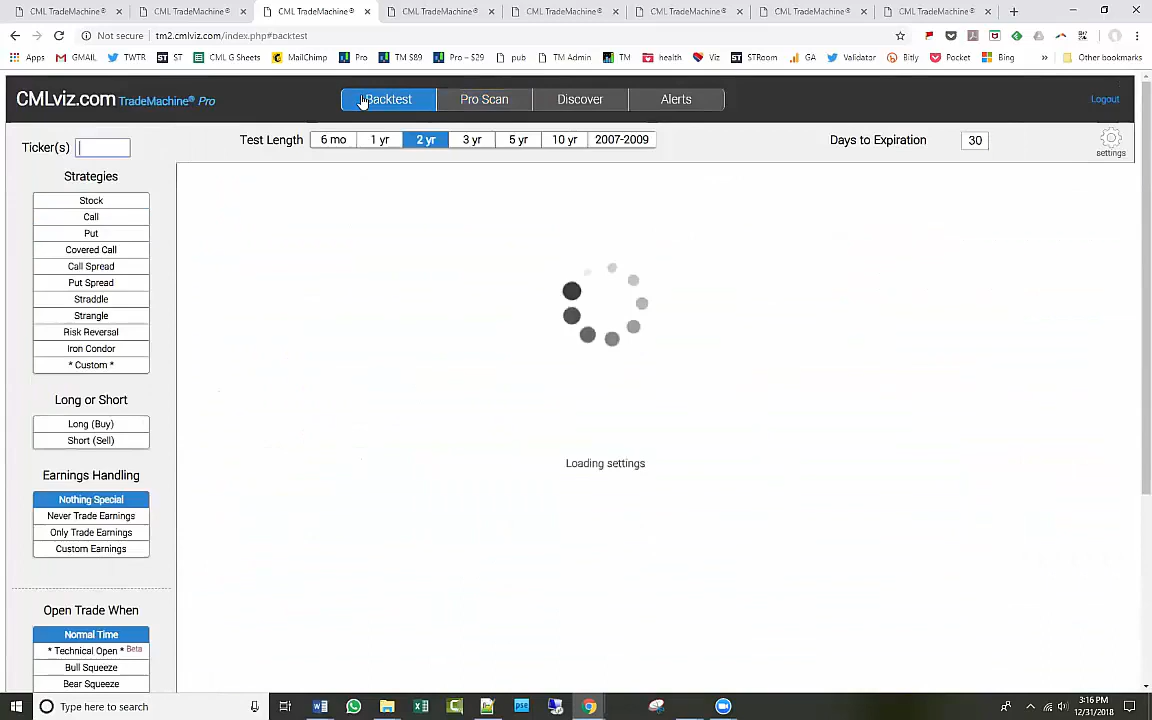 CML TradeMachine®
CML TradeMachine®
CML TradeMachine®
CML TradeMachine®
CML TradeMachine®
CML TradeMachine®
CML TradeMachine®
CML TradeMachine®
Not secure | tm2.cmlviz.com/index.php#backtest
Apps GMAIL TWTR ST CML G Sheets MailChimp Pro TM $89 Pro - $29 pub TM Admin TM health Viz STRoom GA Validator Bitly Pocket Bing » Other bookmarks
CMLviz.com TradeMachine® Pro
Backtest Pro Scan Discover Alerts
Logout
Ticker(s)
Test Length 6 mo 1 yr 2 yr 3 yr 5 yr 10 yr 2007-2009
Days to Expiration 30
settings
Strategies
Stock
Call
Put
Covered Call
Call Spread
Put Spread
Straddle
Strangle
Risk Reversal
Iron Condor
* Custom *
Long or Short
Long (Buy)
Short (Sell)
Earnings Handling
Nothing Special
Never Trade Earnings
Only Trade Earnings
Custom Earnings
Loading settings
Open Trade When
Normal Time
* Technical Open * Beta
Bull Squeeze
Bear Squeeze
Type here to search
3:16 PM
12/31/2018